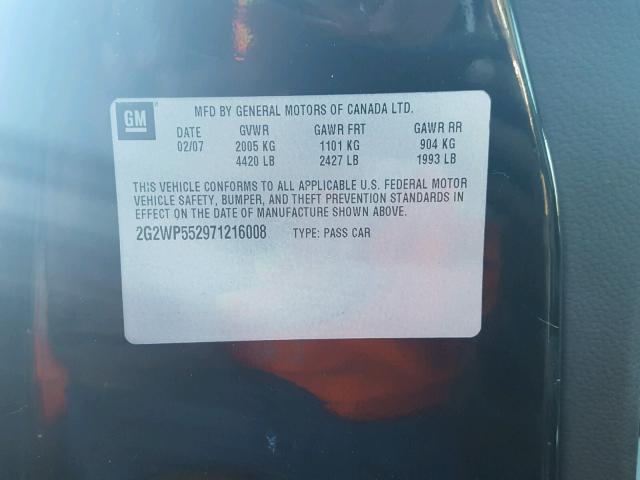 GM
MFD BY GENERAL MOTORS OF CANADA LTD.
DATE GVWR GAWR FRT GAWR RR
02/07 2005 KG 1101 KG 904 KG
4420 LB 2427 LB 1993 LB
THIS VEHICLE CONFORMS TO ALL APPLICABLE U.S. FEDERAL MOTOR
VEHICLE SAFETY, BUMPER, AND THEFT PREVENTION STANDARDS IN
EFFECT ON THE DATE OF MANUFACTURE SHOWN ABOVE.
2G2WP552971216008 TYPE: PASS CAR